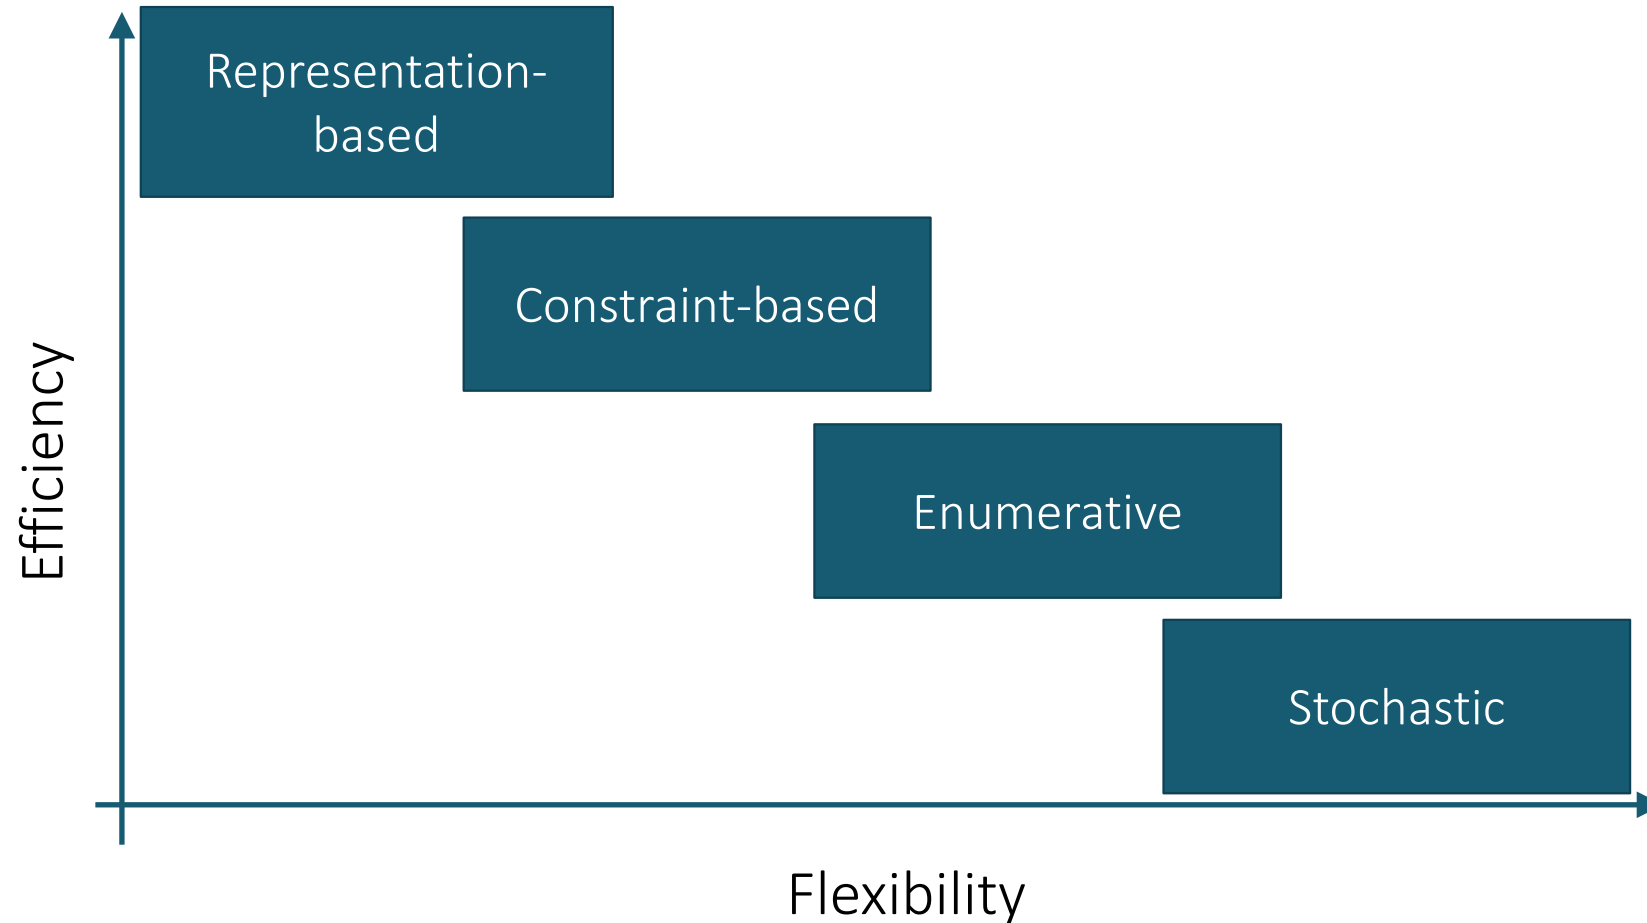 Representation-
based
Constraint-based
Efficiency
Enumerative
Stochastic
Flexibility